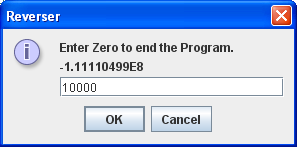 Reverser
Enter Zero to end the Program.
-1.11110499E8
10000
OK Cancel